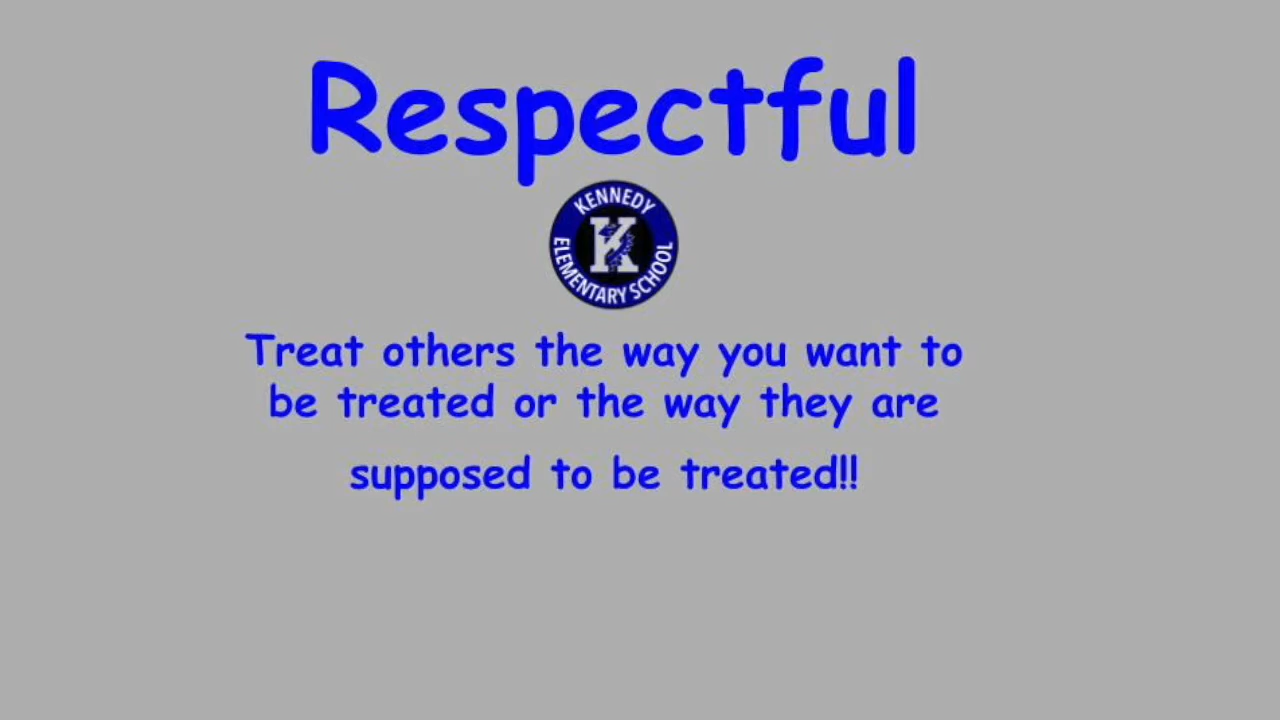 Respectful
KENNEDY
K
ELEMENTARY SCHOOL
Treat others the way you want to
be treated or the way they are
supposed to be treated!!